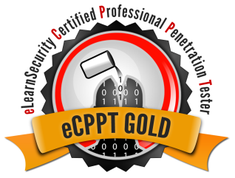 eLearnSecurity Certified Professional Penetration Tester
eCPPT GOLD